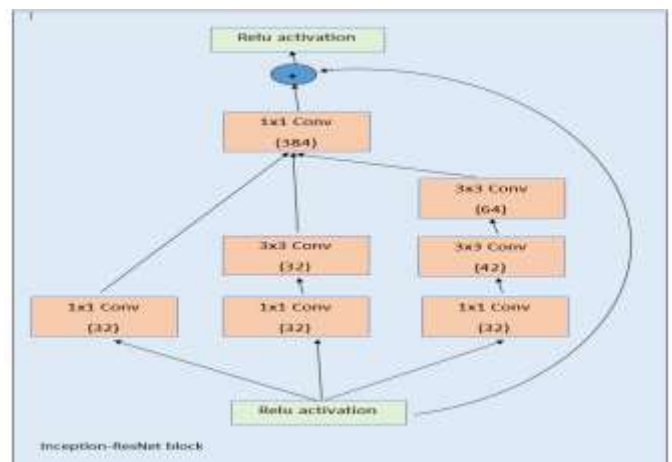 Relu activation
+
1x1 Conv
(384)
3x3 Conv
(64)
3x3 Conv
(32)
3x3 Conv
(42)
1x1 Conv
(32)
1x1 Conv
(32)
1x1 Conv
(32)
Relu activation
Inception-ResNet block